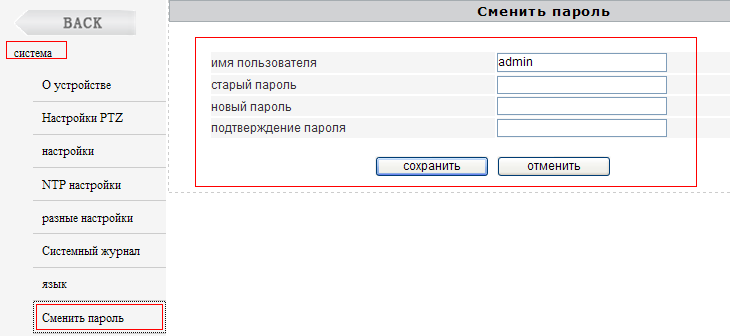 BACK
система
О устройстве
Настройки PTZ
настройки
NTP настройки
разные настройки
Системный журнал
язык
Сменить пароль
Сменить пароль
имя пользователя admin
старый пароль
новый пароль
подтверждение пароля
сохранить отменить